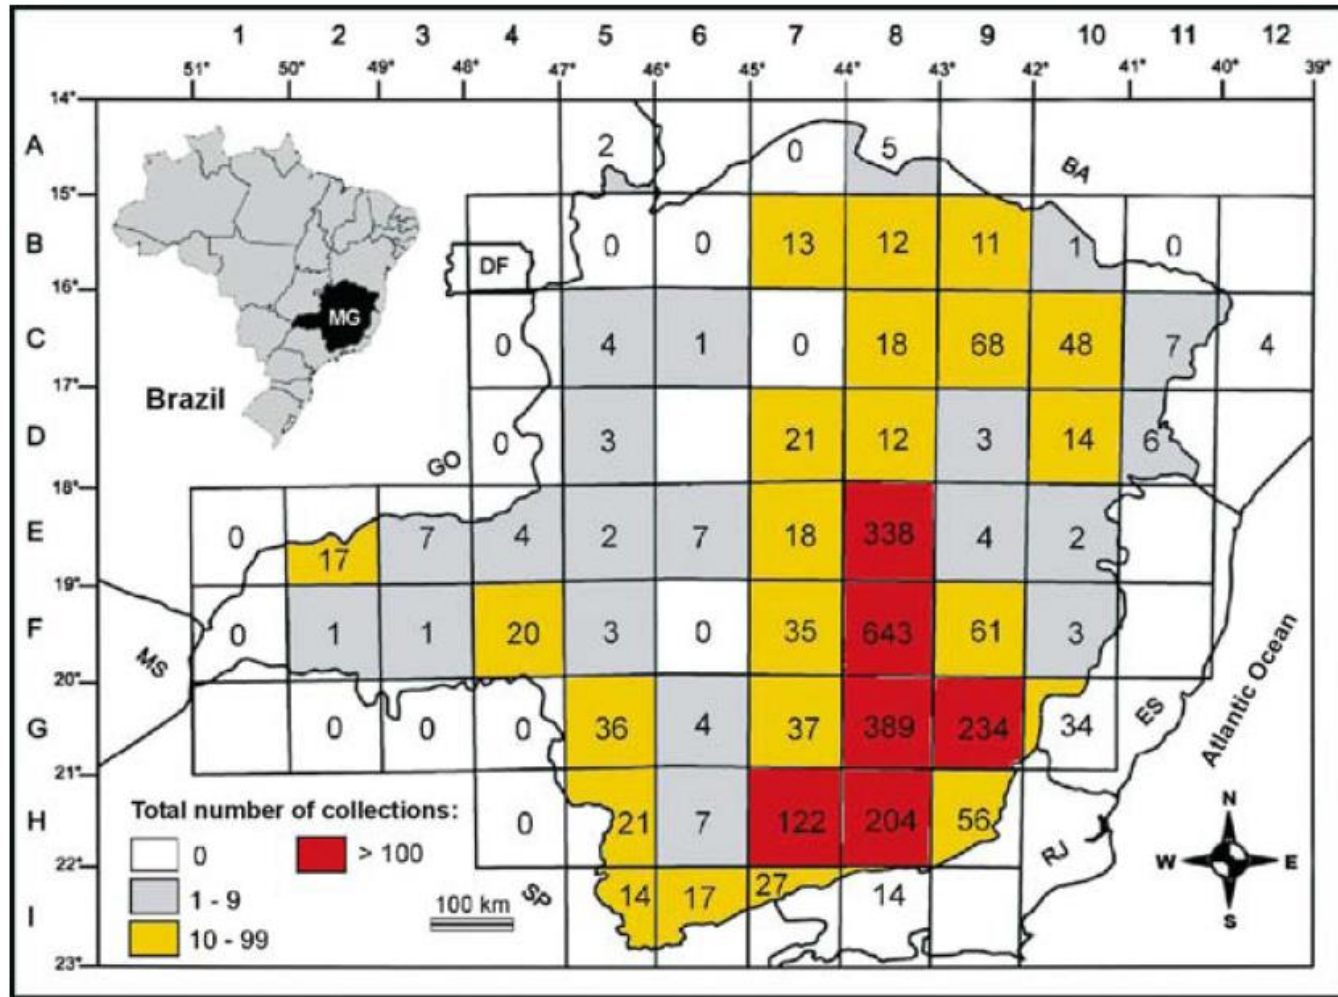 1 2 3 4 5 6 7 8 9 10 11 12
51° 50° 49° 48° 47° 46° 45° 44° 43° 42° 41° 40° 39°
14°
A 2 0 5 BA
15°
B DF 0 0 13 12 11 1 0
16°
MG
C 0 4 1 0 18 68 48 7 4
17°
Brazil
D GO 0 3 21 12 3 14 6
18°
E 0 17 7 4 2 7 18 338 4 2
19°
F MS 0 1 1 20 3 0 35 643 61 3
20°
G 0 0 0 36 4 37 389 234 34 ES Atlantic Ocean
21°
H 0 21 7 122 204 56 RJ
22°
I SP 14 17 27 14
23°
Total number of collections:
0 > 100
1 - 9
10 - 99
100 km
N
W E
S